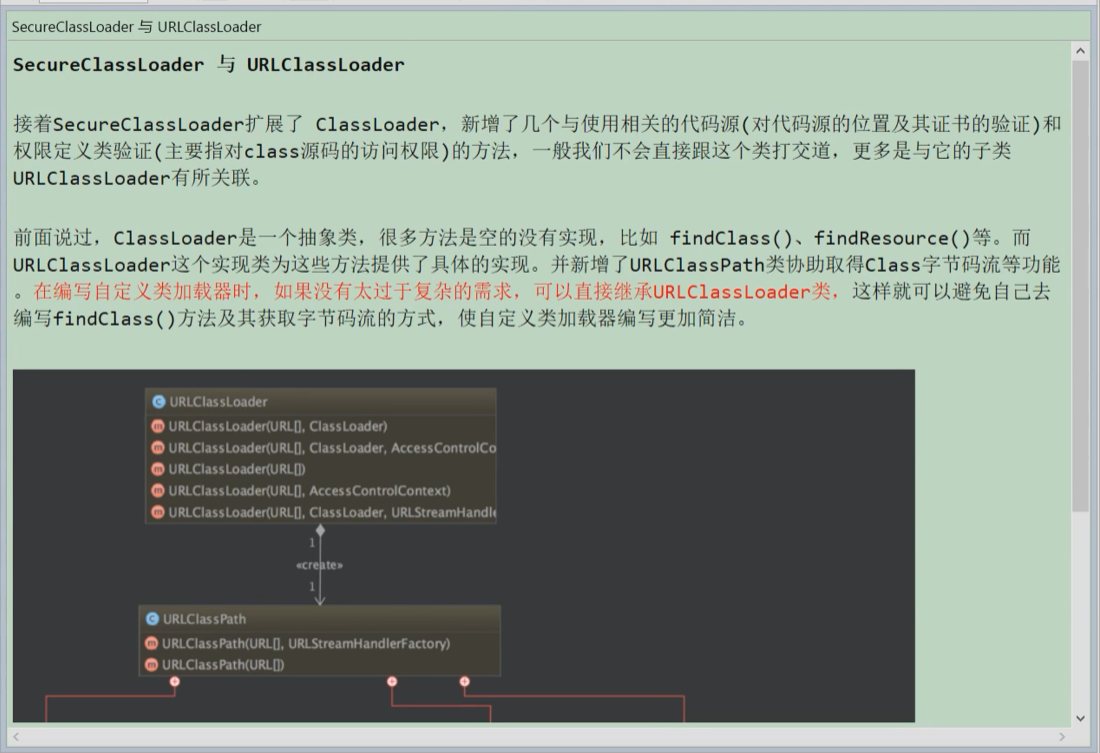 SecureClassLoader 与 URLClassLoader
SecureClassLoader 与 URLClassLoader
接着SecureClassLoader扩展了 ClassLoader，新增了几个与使用相关的代码源(对代码源的位置及其证书的验证)和
权限定义类验证(主要指对class源码的访问权限)的方法，一般我们不会直接跟这个类打交道，更多是与它的子类
URLClassLoader有所关联。
前面说过，ClassLoader是一个抽象类，很多方法是空的没有实现，比如 findClass()、findResource()等。而
URLClassLoader这个实现类为这些方法提供了具体的实现。并新增了URLClassPath类协助取得Class字节码流等功能
。在编写自定义类加载器时，如果没有太过于复杂的需求，可以直接继承URLClassLoader类，这样就可以避免自己去
编写findClass()方法及其获取字节码流的方式，使自定义类加载器编写更加简洁。
C URLClassLoader
m URLClassLoader(URL[], ClassLoader)
m URLClassLoader(URL[], ClassLoader, AccessControlCo
m URLClassLoader(URL[])
m URLClassLoader(URL[], AccessControlContext)
m URLClassLoader(URL[], ClassLoader, URLStreamHandle
1
«create»
1
C URLClassPath
m URLClassPath(URL[], URLStreamHandlerFactory)
m URLClassPath(URL[])